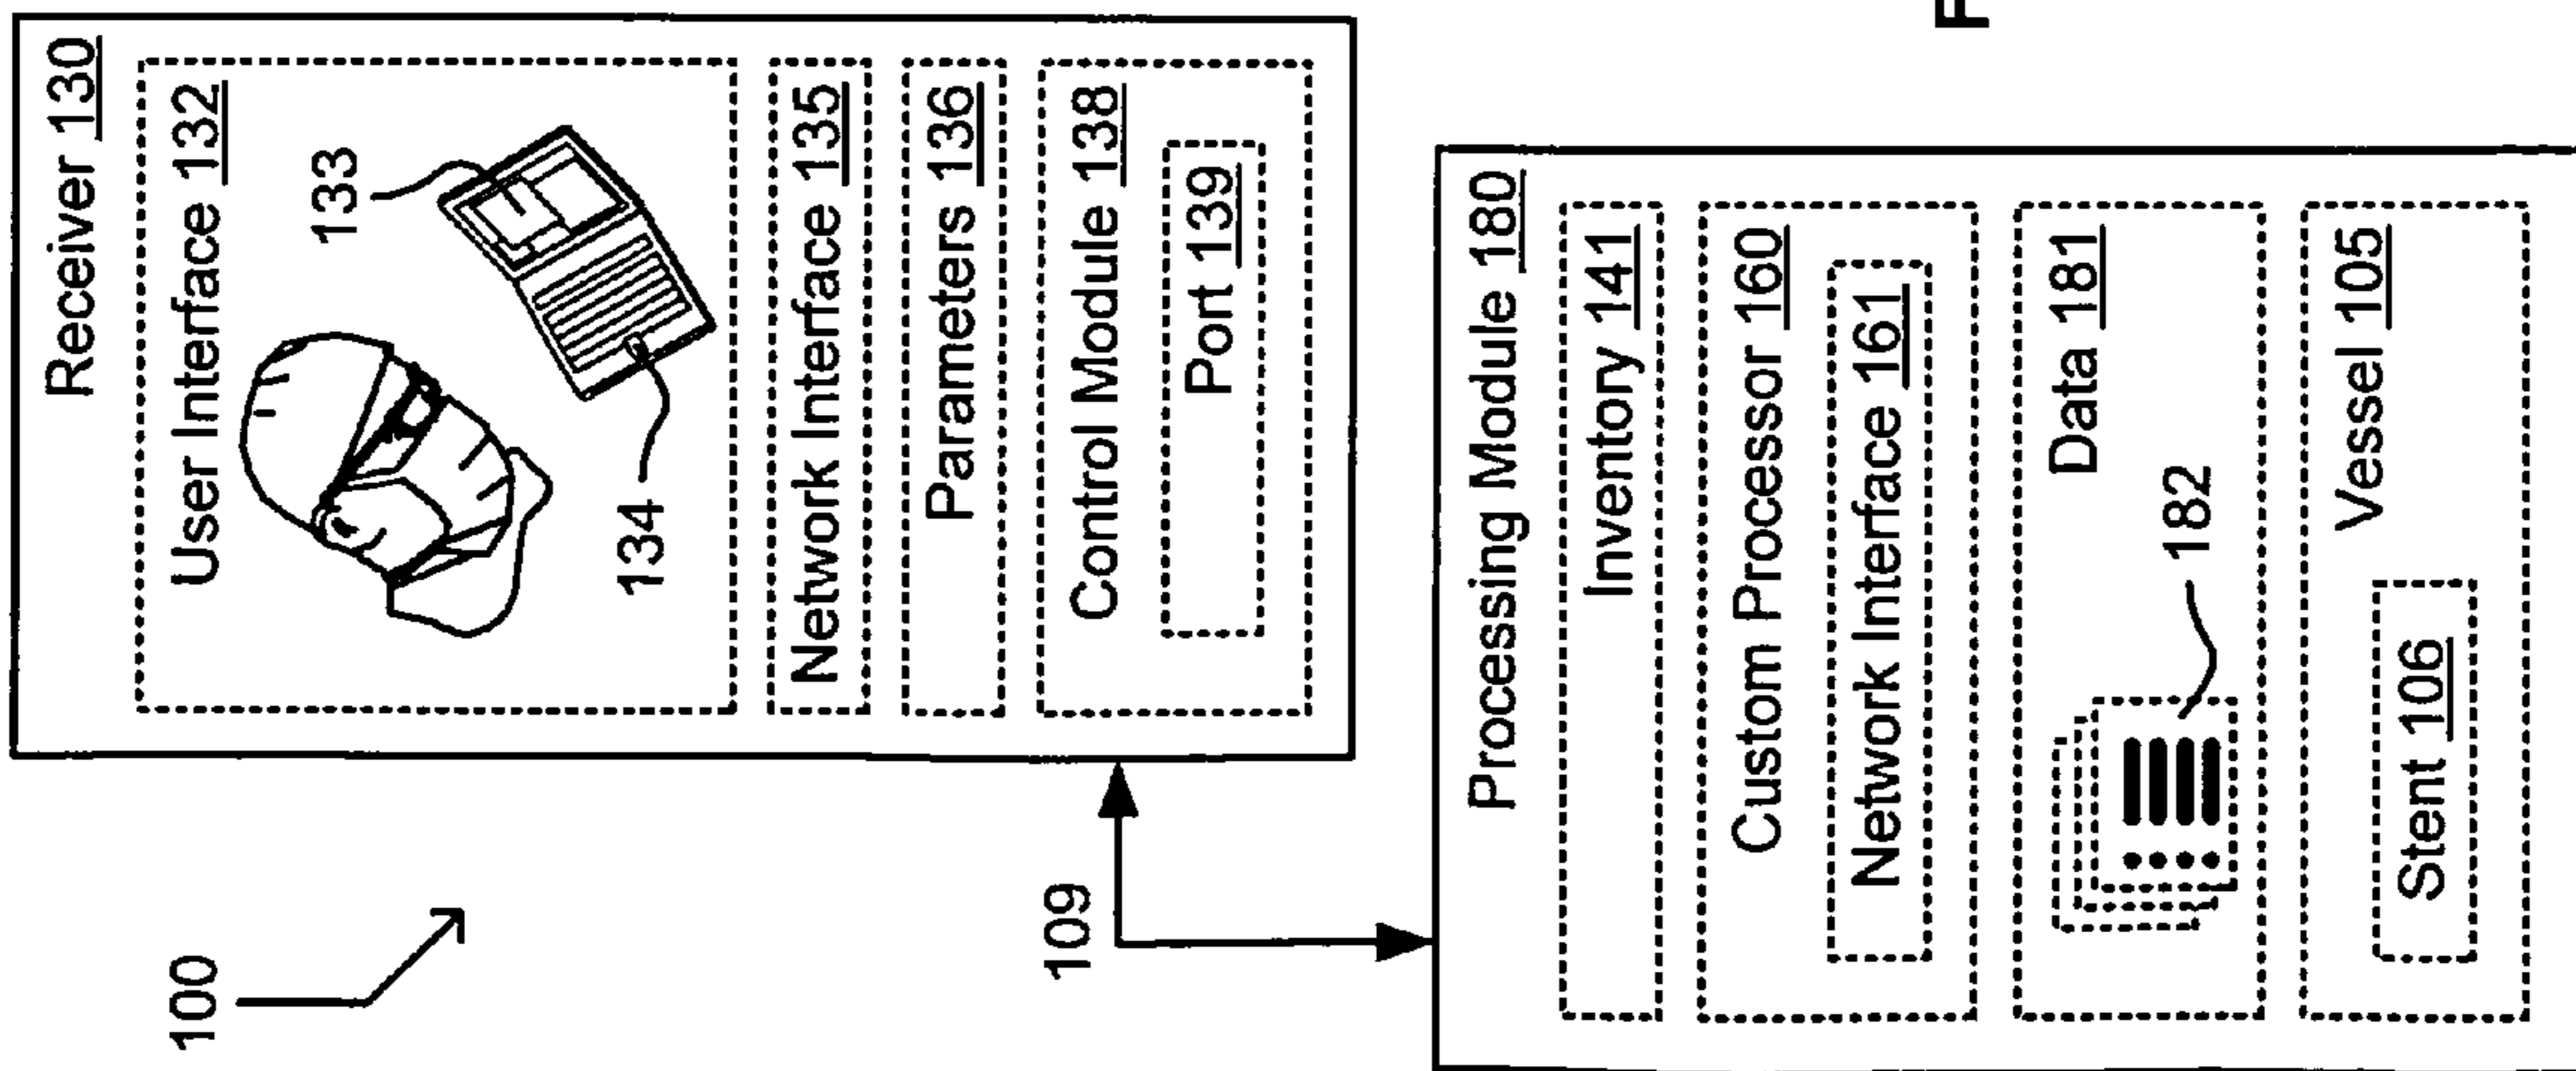 100
Receiver 130
User Interface 132
133
134
Network Interface 135
Parameters 136
Control Module 138
Port 139
109
Processing Module 180
Inventory 141
Custom Processor 160
Network Interface 161
Data 181
182
Vessel 105
Stent 106
F